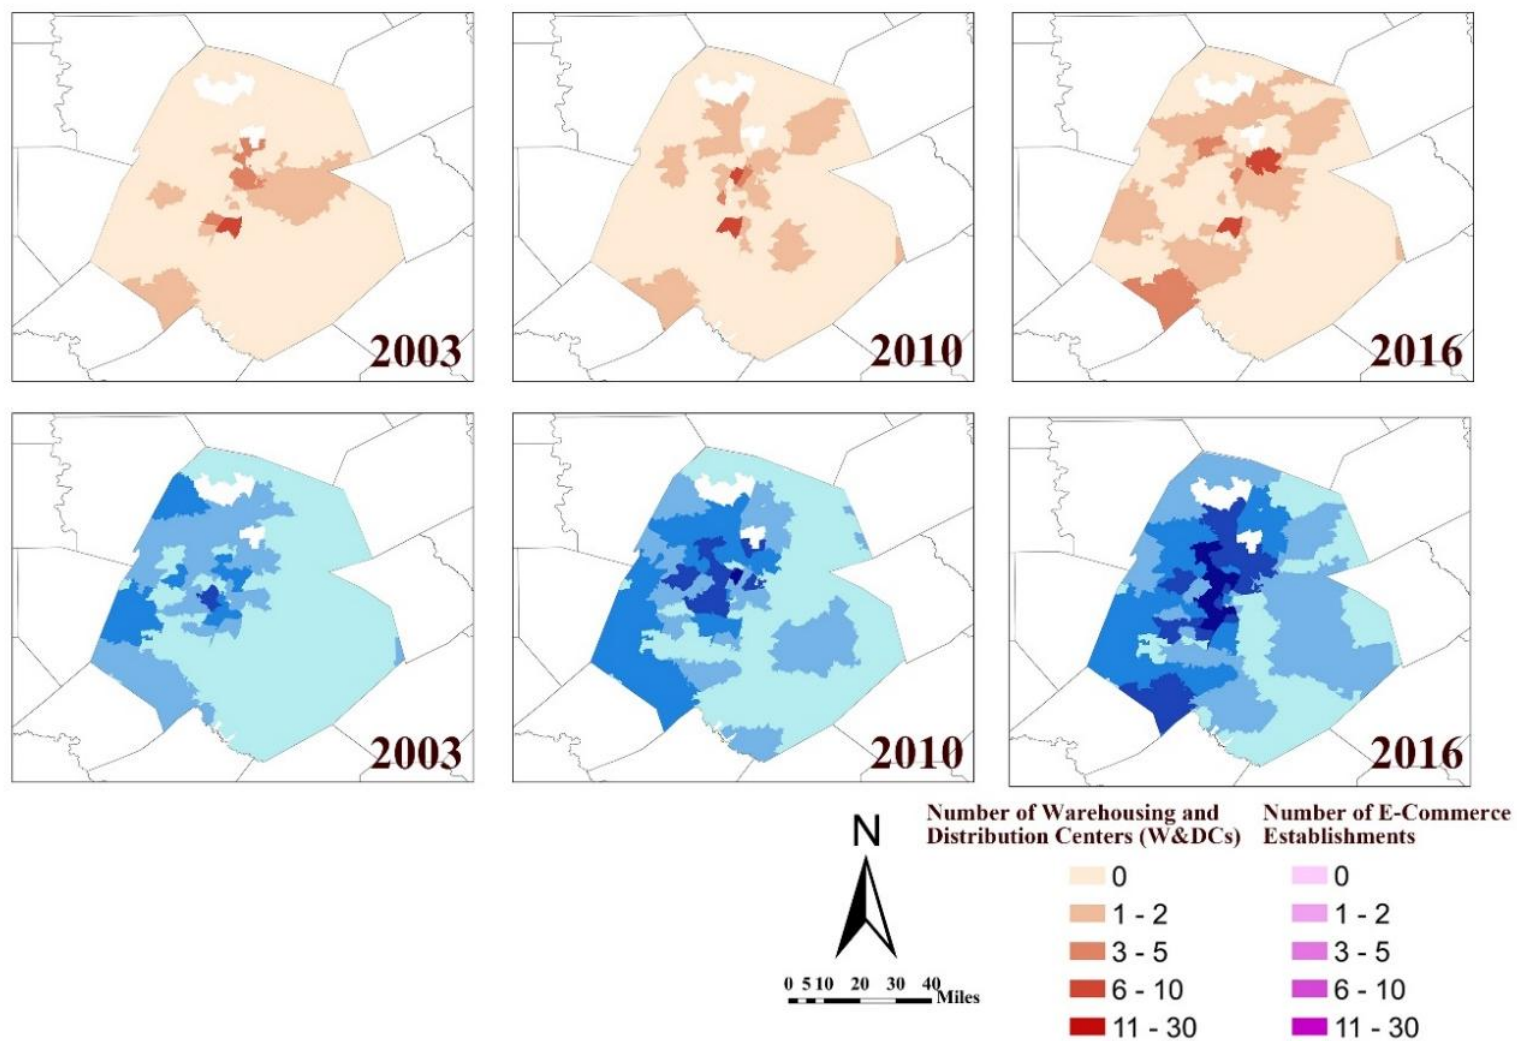 2003
2010
2016
2003
2010
2016
N
0 5 10 20 30 40
Miles
Number of Warehousing and
Distribution Centers (W&DCs)
0
1 - 2
3 - 5
6 - 10
11 - 30
Number of E-Commerce
Establishments
0
1 - 2
3 - 5
6 - 10
11 - 30